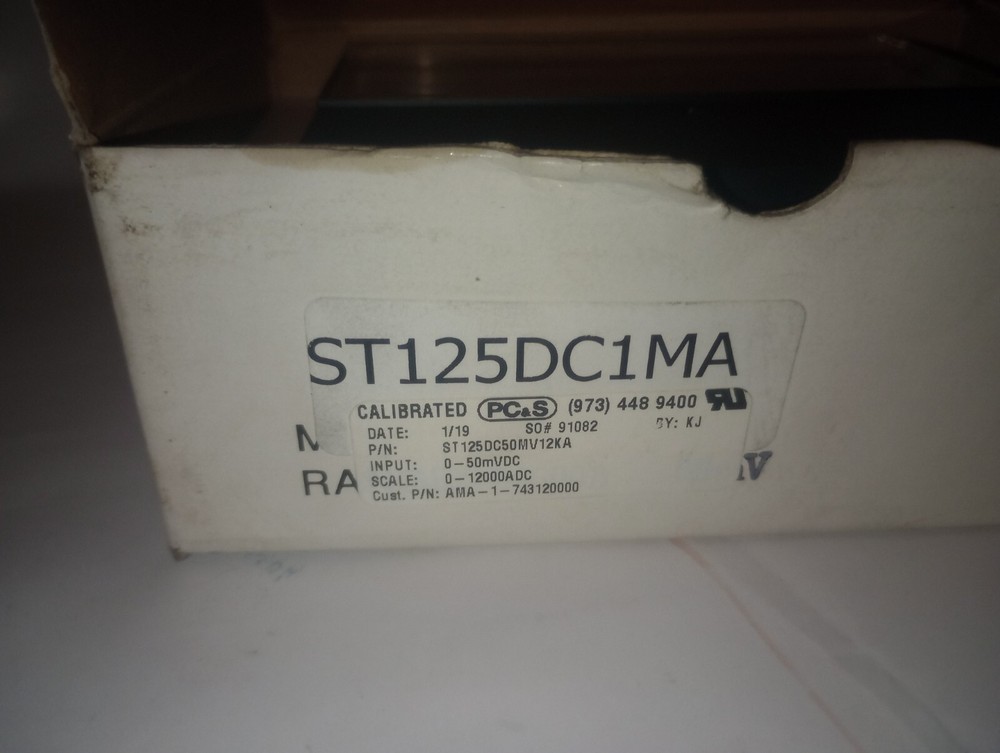 ST125DC1MA
CALIBRATED PC&S (973) 448 9400
DATE: 1/19 SO# 91082 BY: KJ
P/N: ST125DC50MV12KA
INPUT: 0-50mVDC
SCALE: 0-12000ADC
Cust. P/N: AMA-1-743120000